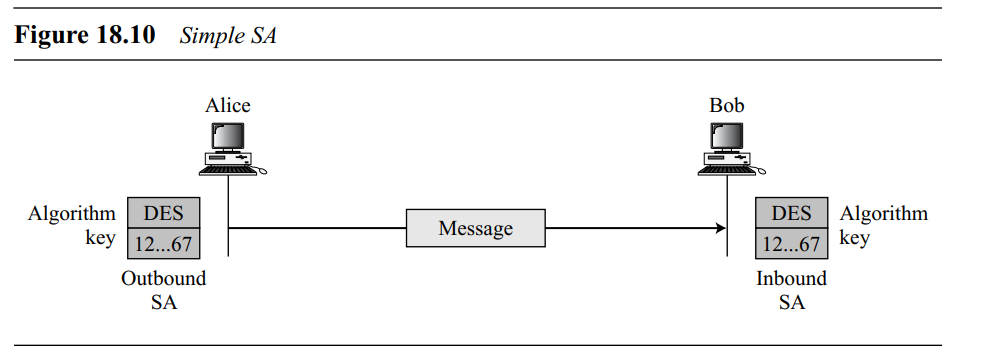 Figure 18.10 Simple SA
Alice
Bob
Algorithm
key
DES
12...67
Outbound
SA
Message
DES
12...67
Algorithm
key
Inbound
SA